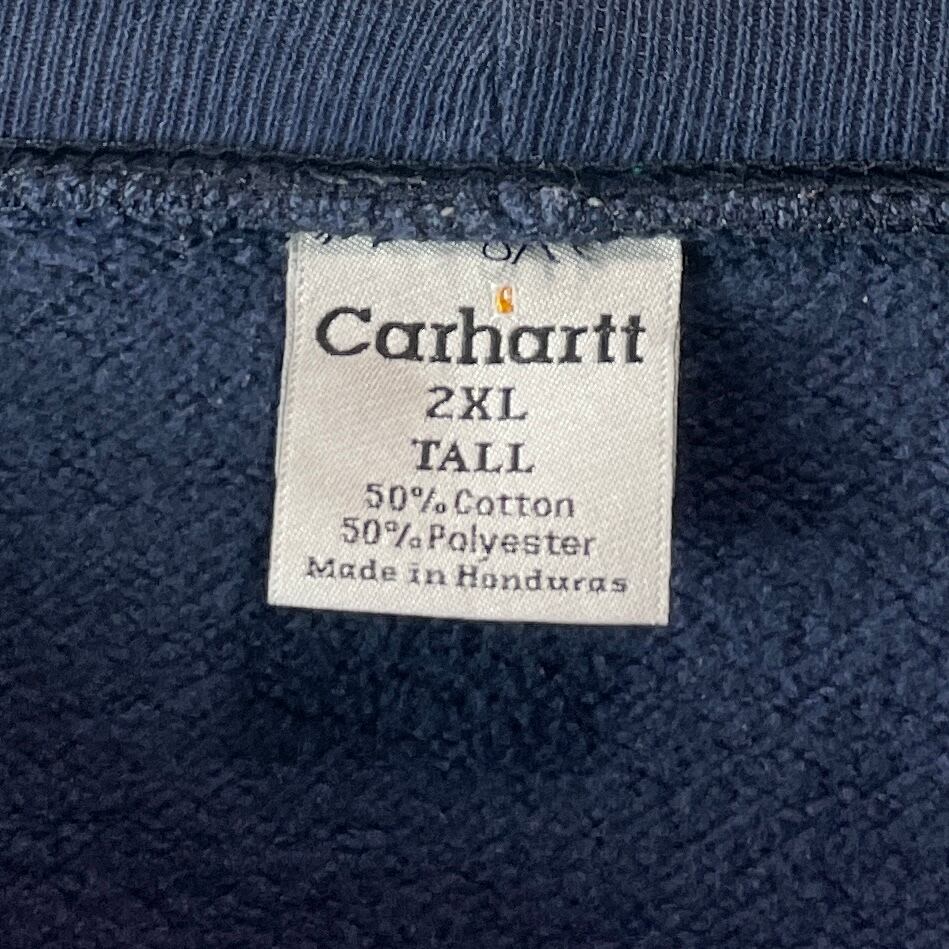 Carhartt
2XL
TALL
50% Cotton
50% Polyester
Made in Honduras